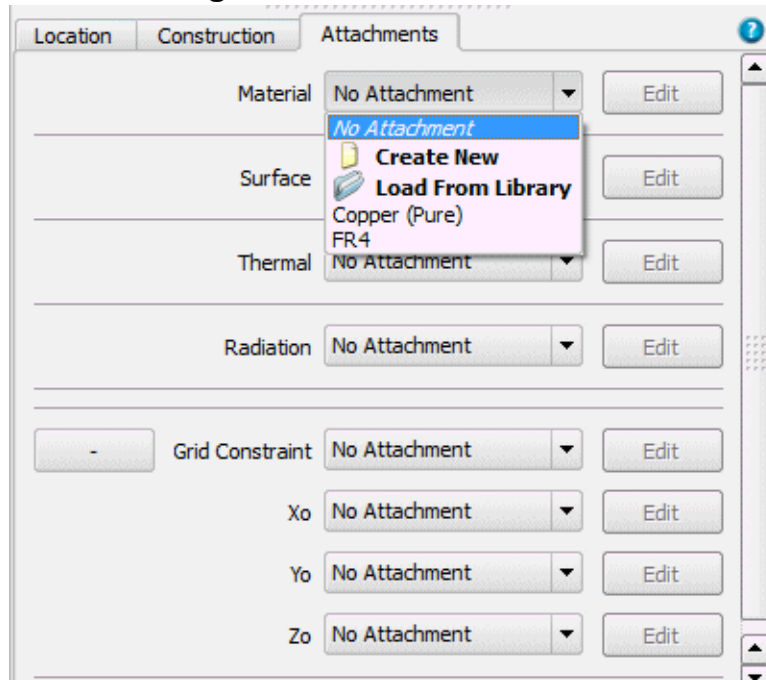 Location Construction Attachments ?
Material No Attachment Edit
No Attachment
Create New
Surface Load From Library Edit
Copper (Pure)
FR4
Thermal No Attachment Edit
Radiation No Attachment Edit
- Grid Constraint No Attachment Edit
Xo No Attachment Edit
Yo No Attachment Edit
Zo No Attachment Edit